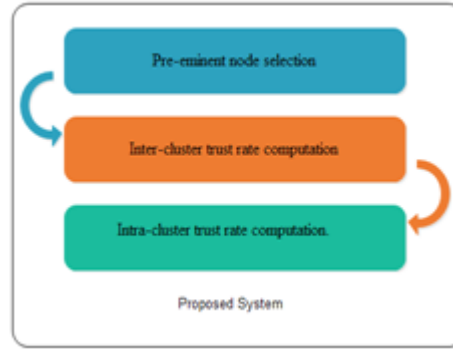 Pre-eminent node selection
Inter-cluster trust rate computation
Intra-cluster trust rate computation.
Proposed System